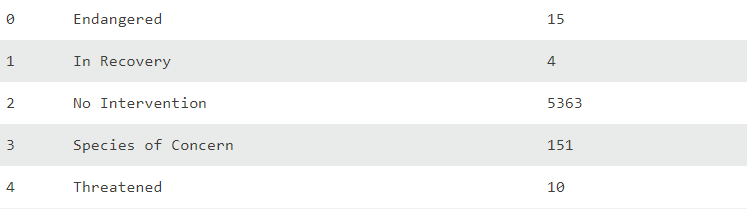 0 Endangered 15
1 In Recovery 4
2 No Intervention 5363
3 Species of Concern 151
4 Threatened 10